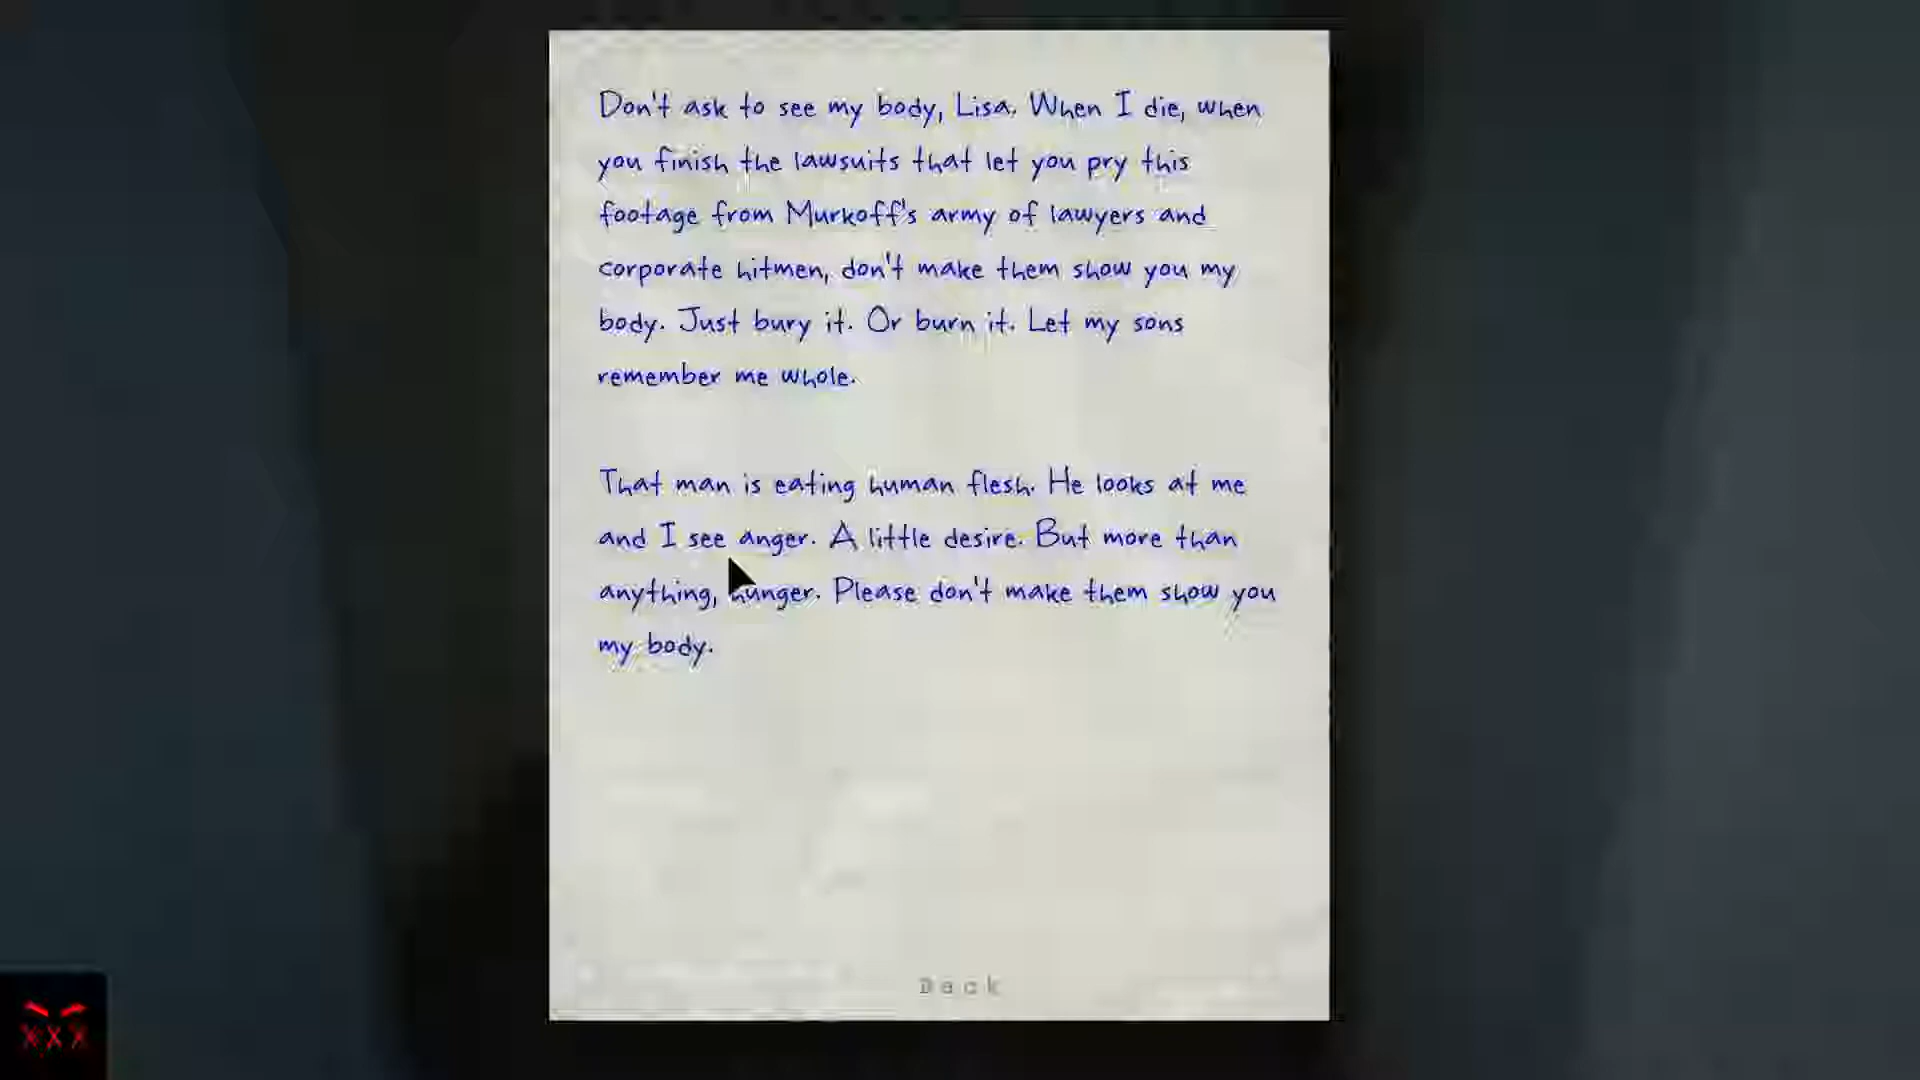 Don't ask to see my body, Lisa. When I die, when
you finish the lawsuits that let you pry this
footage from Murkoff's army of lawyers and
corporate hitmen, don't make them show you my
body. Just bury it. Or burn it. Let my sons
remember me whole.
That man is eating human flesh. He looks at me
and I see anger. A little desire. But more than
anything, hunger. Please don't make them show you
my body.
Back
XXX